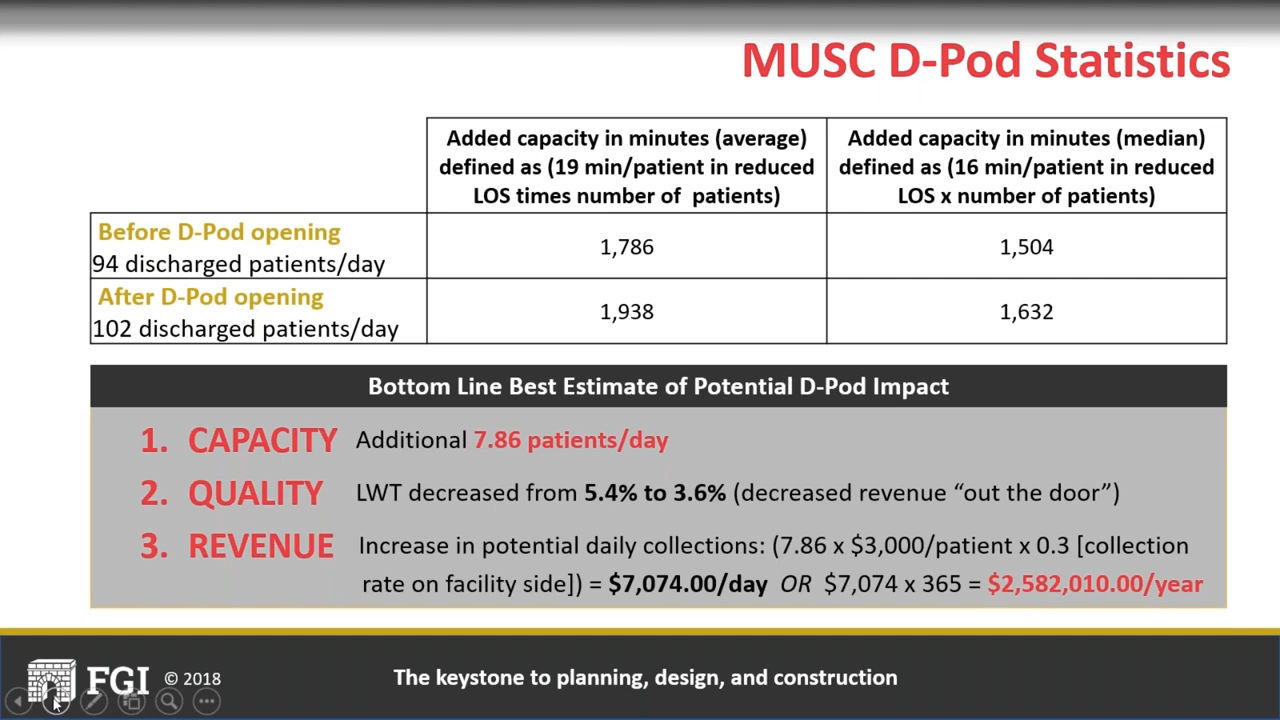 MUSC D-Pod Statistics
Added capacity in minutes (average)
defined as (19 min/patient in reduced
LOS times number of patients)
Added capacity in minutes (median)
defined as (16 min/patient in reduced
LOS x number of patients)
Before D-Pod opening
94 discharged patients/day
1,786
1,504
After D-Pod opening
102 discharged patients/day
1,938
1,632
Bottom Line Best Estimate of Potential D-Pod Impact
1. CAPACITY Additional 7.86 patients/day
2. QUALITY LWT decreased from 5.4% to 3.6% (decreased revenue “out the door”)
3. REVENUE Increase in potential daily collections: (7.86 x $3,000/patient x 0.3 [collection
rate on facility side]) = $7,074.00/day OR $7,074 x 365 = $2,582,010.00/year
FGI © 2018
The keystone to planning, design, and construction